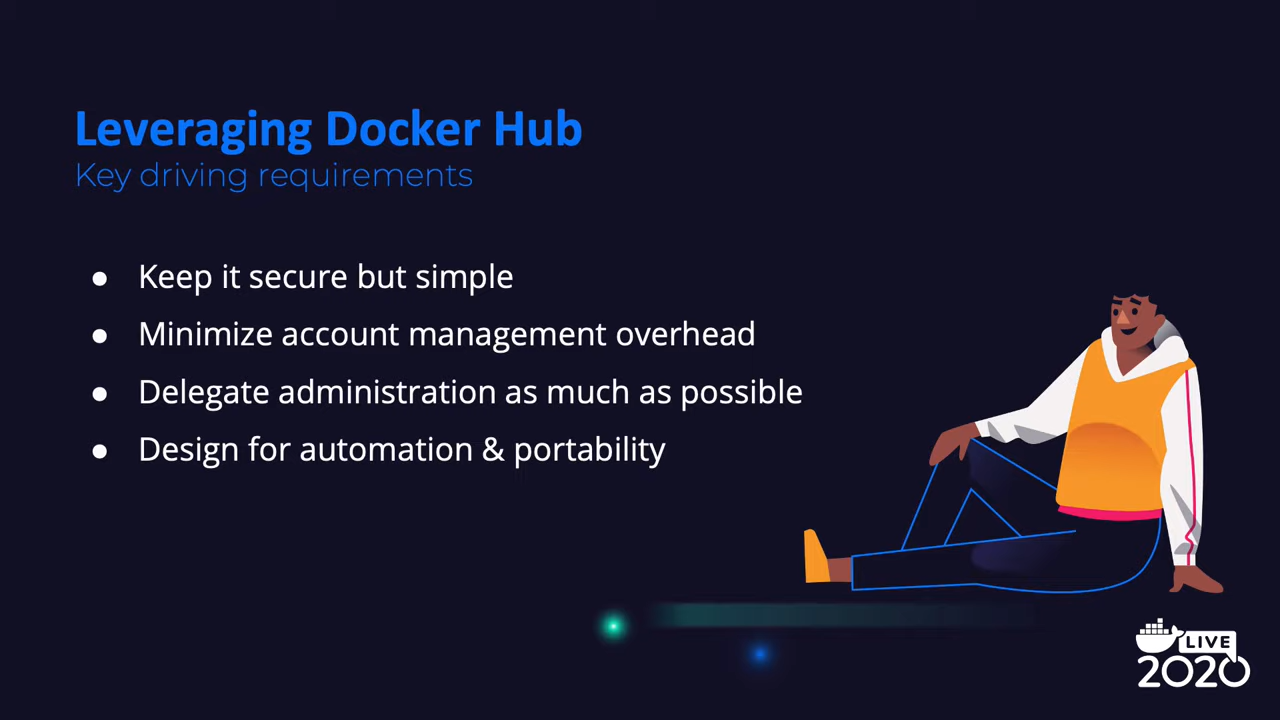 Leveraging Docker Hub
Key driving requirements
● Keep it secure but simple
● Minimize account management overhead
● Delegate administration as much as possible
● Design for automation & portability
LIVE
2020